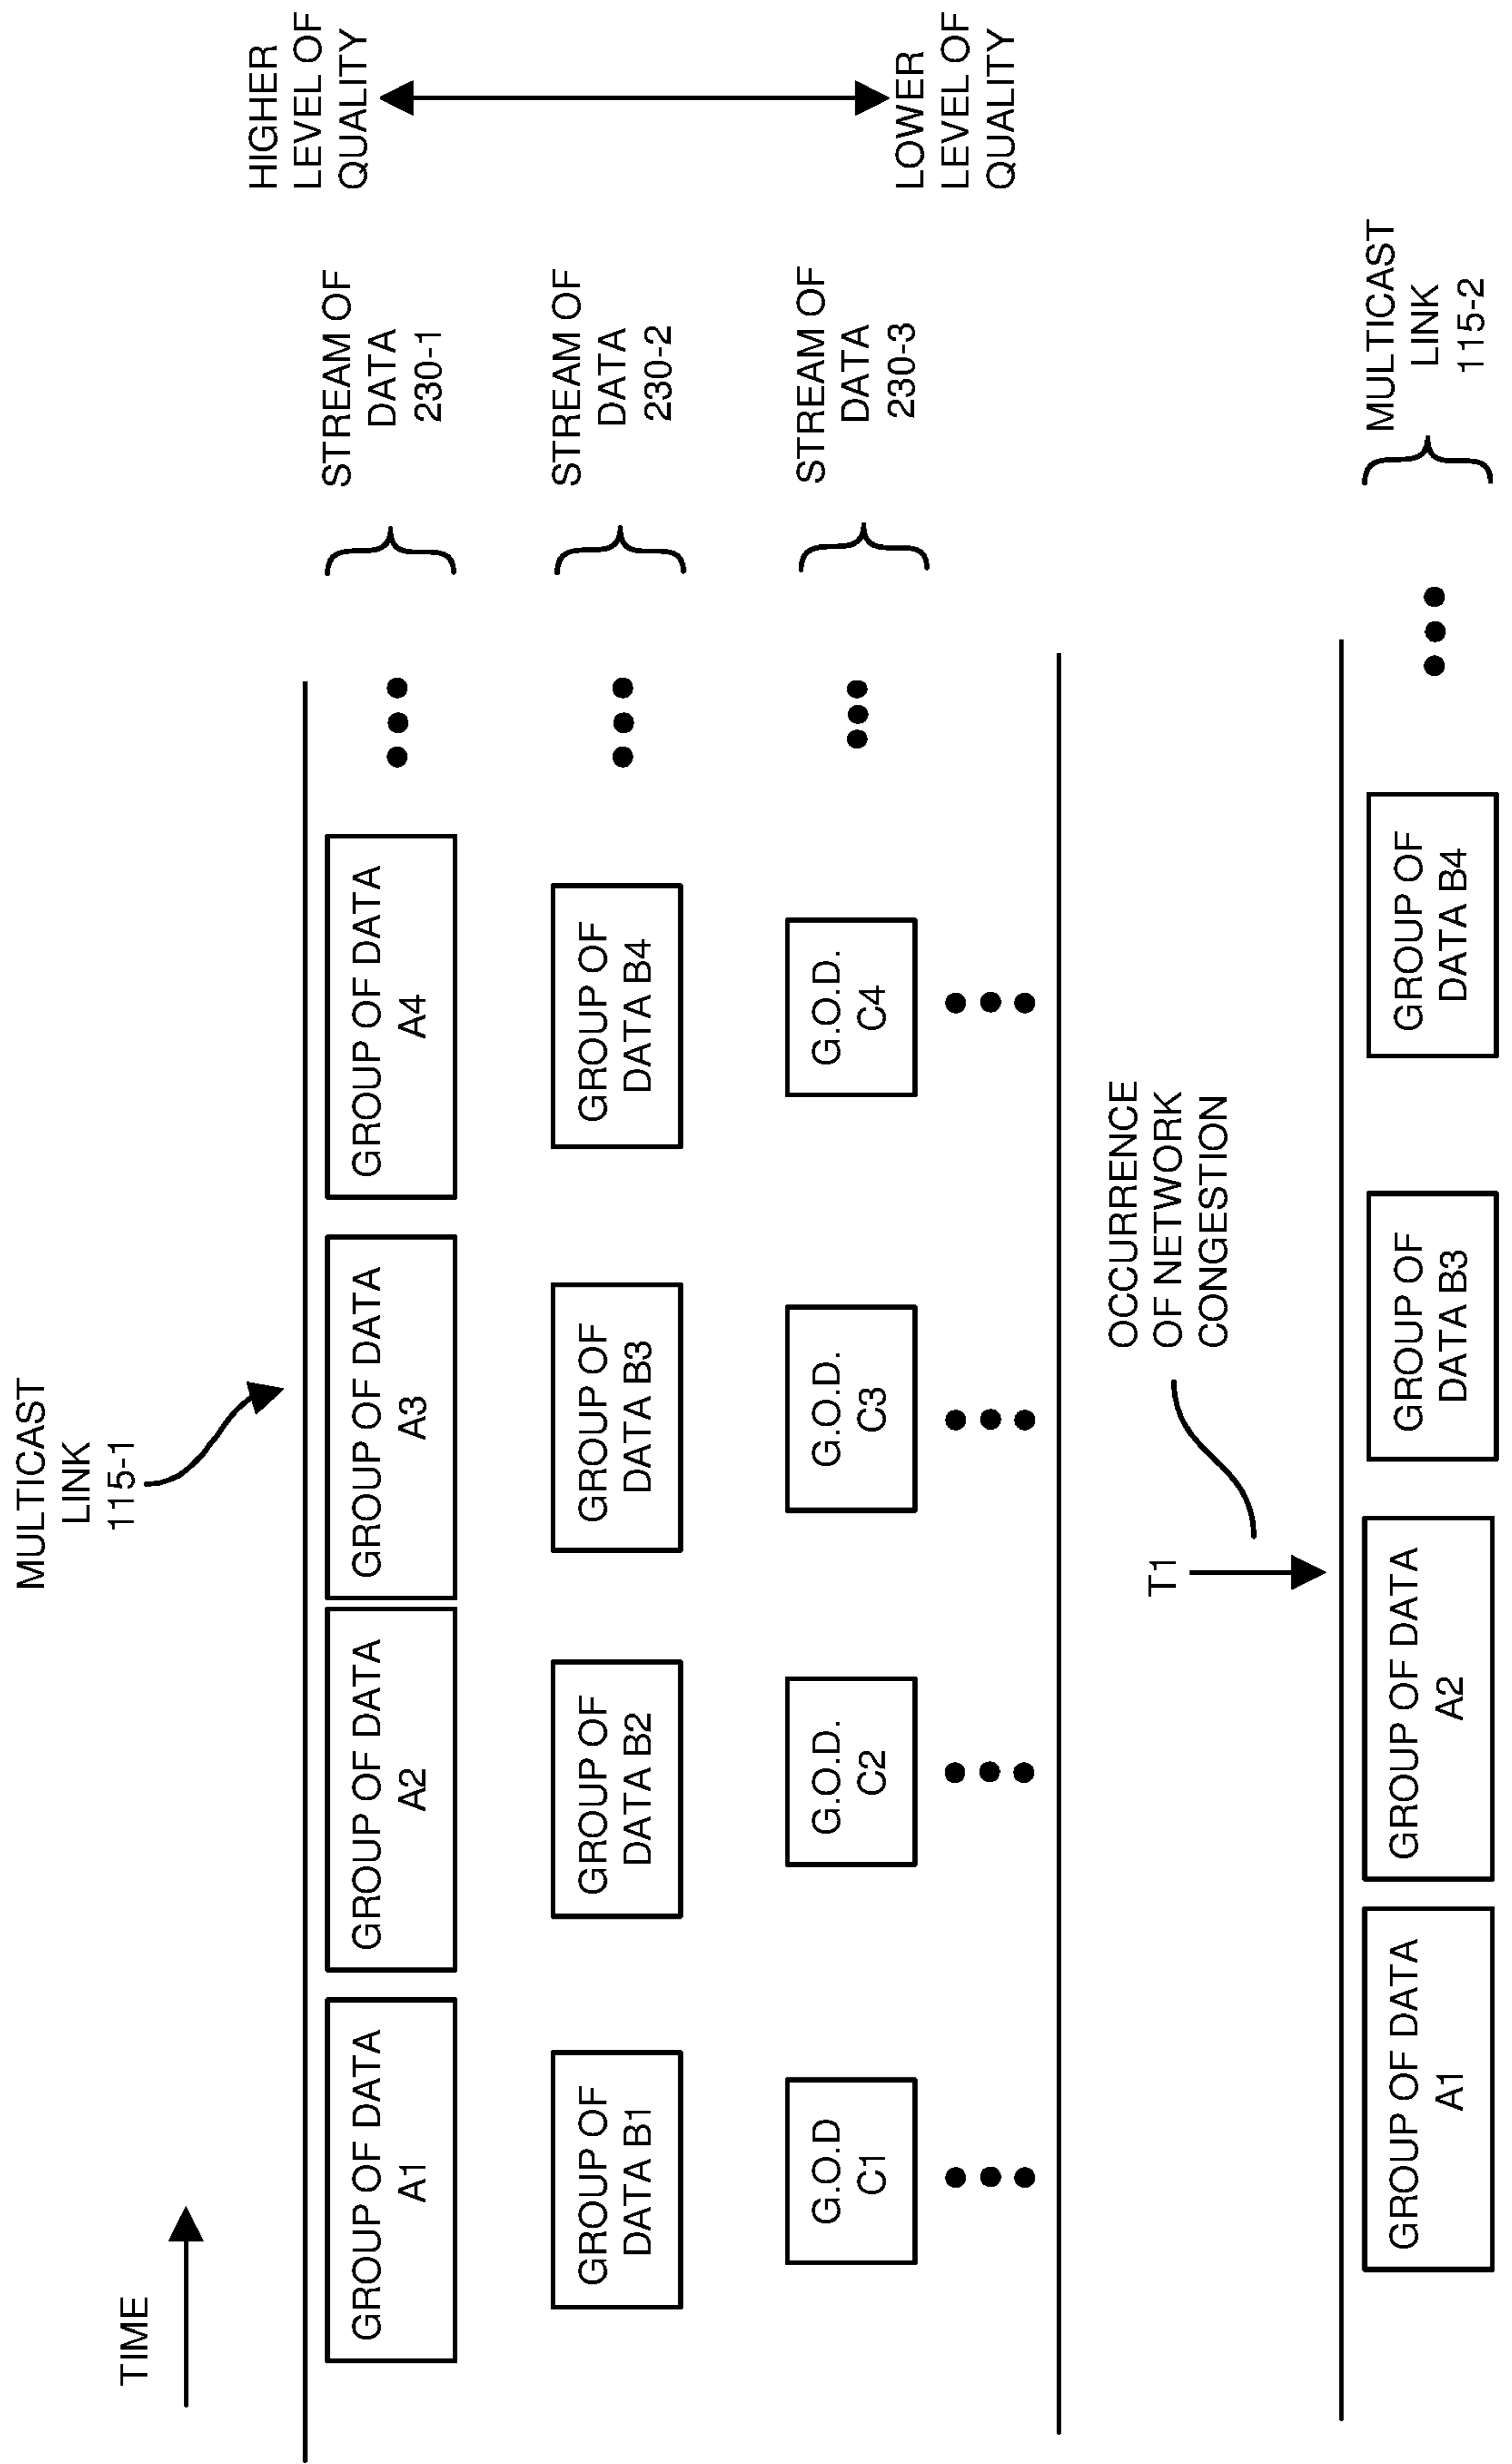 TIME
MULTICAST
LINK
115-1
HIGHER
LEVEL OF
QUALITY
GROUP OF DATA
A1
GROUP OF DATA
A2
GROUP OF DATA
A3
GROUP OF DATA
A4
STREAM OF
DATA
230-1
GROUP OF
DATA B1
GROUP OF
DATA B2
GROUP OF
DATA B3
GROUP OF
DATA B4
STREAM OF
DATA
230-2
G.O.D
C1
G.O.D.
C2
G.O.D.
C3
G.O.D.
C4
STREAM OF
DATA
230-3
LOWER
LEVEL OF
QUALITY
T1
OCCURRENCE
OF NETWORK
CONGESTION
GROUP OF DATA
A1
GROUP OF DATA
A2
GROUP OF
DATA B3
GROUP OF
DATA B4
MULTICAST
LINK
115-2